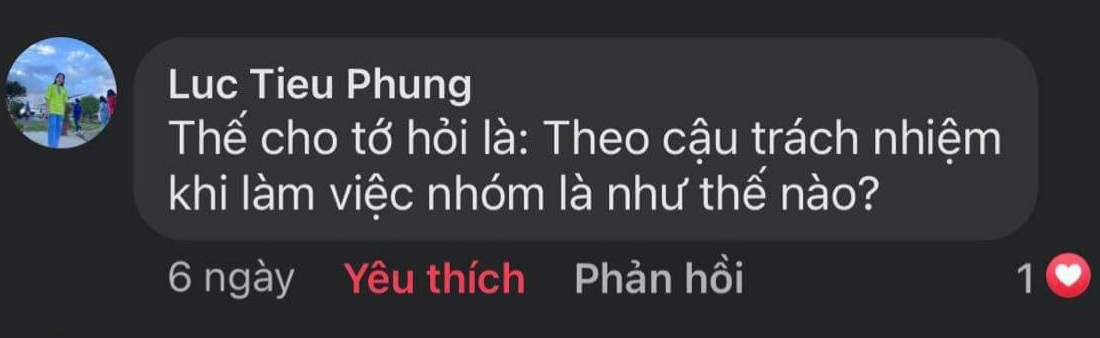 Luc Tieu Phung
Thế cho tớ hỏi là: Theo cậu trách nhiệm
khi làm việc nhóm là như thế nào?
6 ngày Yêu thích Phản hồi 1